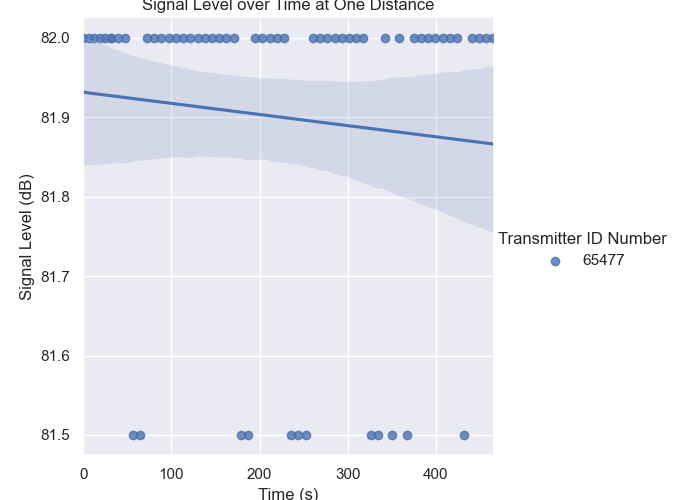 Signal Level over Time at One Distance
82.0
81.9
81.8
81.7
81.6
81.5
Signal Level (dB)
0 100 200 300 400
Time (s)
Transmitter ID Number
65477